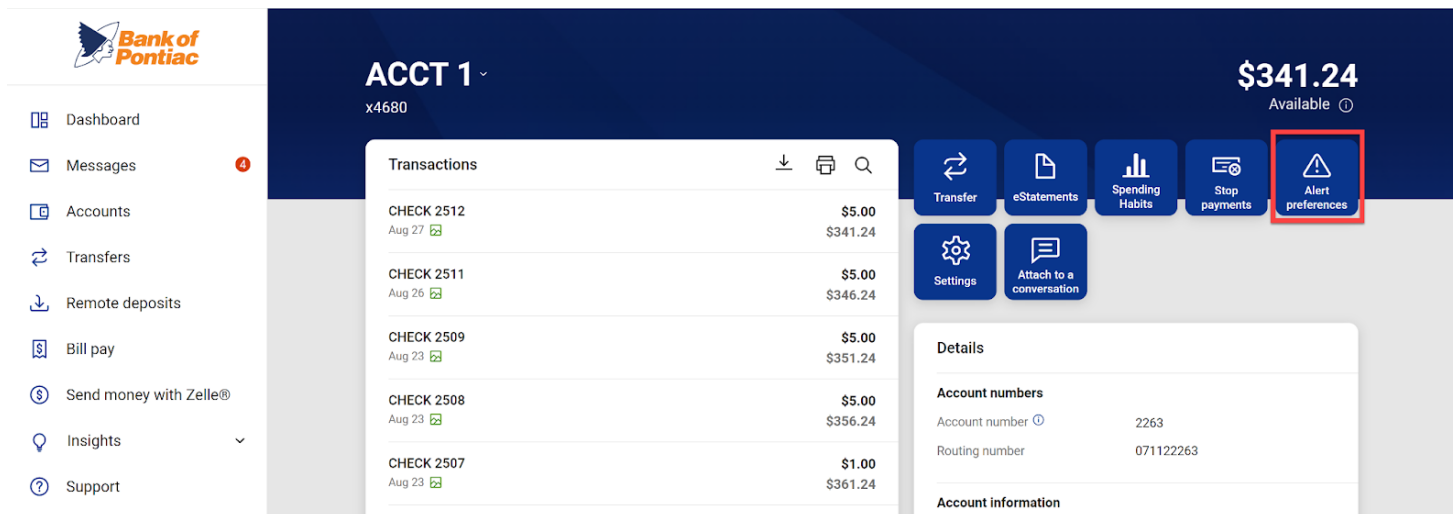 Bank of
Pontiac
Dashboard
Messages 4
Accounts
Transfers
Remote deposits
Bill pay
Send money with Zelle®
Insights
Support
ACCT 1
x4680
$341.24
Available
Transactions
CHECK 2512 $5.00
Aug 27 $341.24
CHECK 2511 $5.00
Aug 26 $346.24
CHECK 2509 $5.00
Aug 23 $351.24
CHECK 2508 $5.00
Aug 23 $356.24
CHECK 2507 $1.00
Aug 23 $361.24
Transfer
eStatements
Spending
Habits
Stop
payments
Alert
preferences
Settings
Attach to a
conversation
Details
Account numbers
Account number 2263
Routing number 071122263
Account information